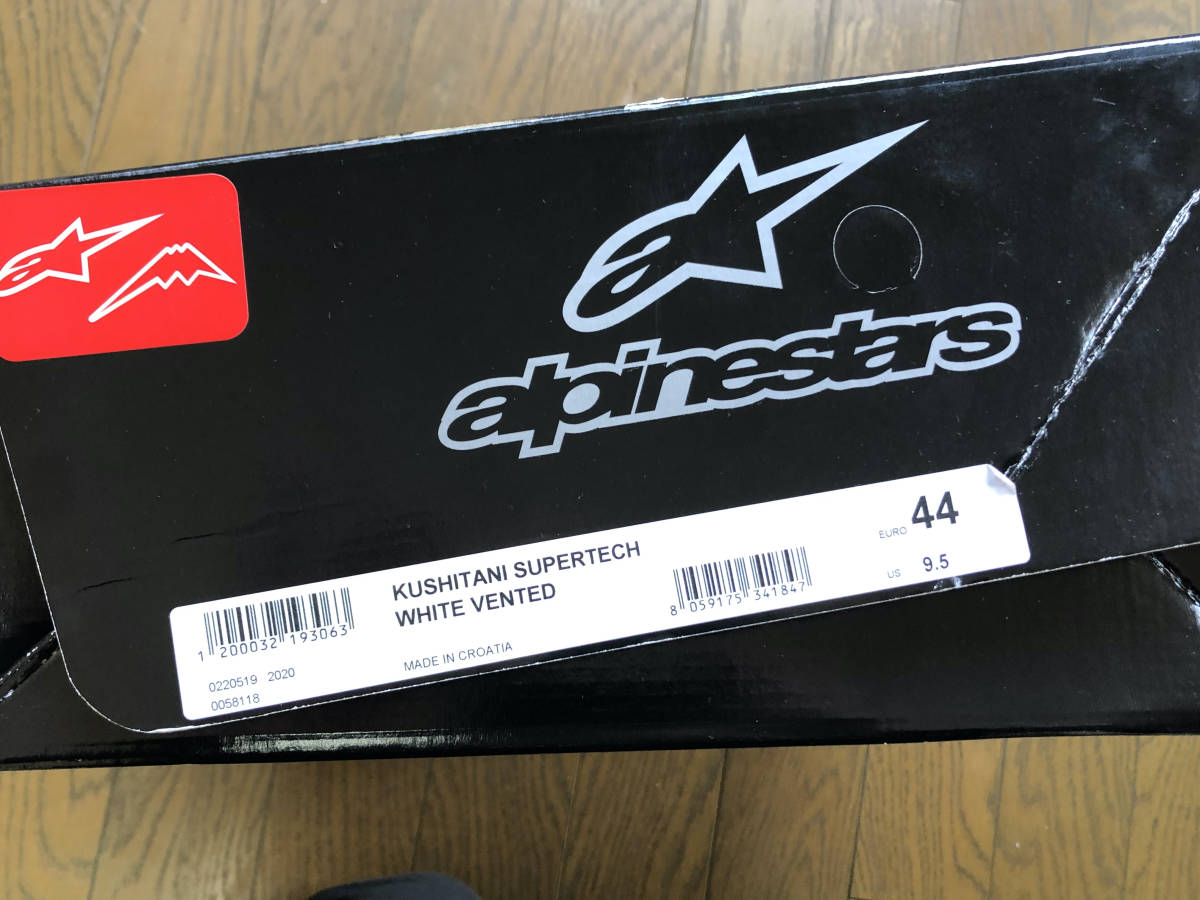 alpinestars
KUSHITANI SUPERTECH
WHITE VENTED
EURO 44
US 9.5
1 200032 193063
8 059175 341847
0220519 2020
0058118
MADE IN CROATIA